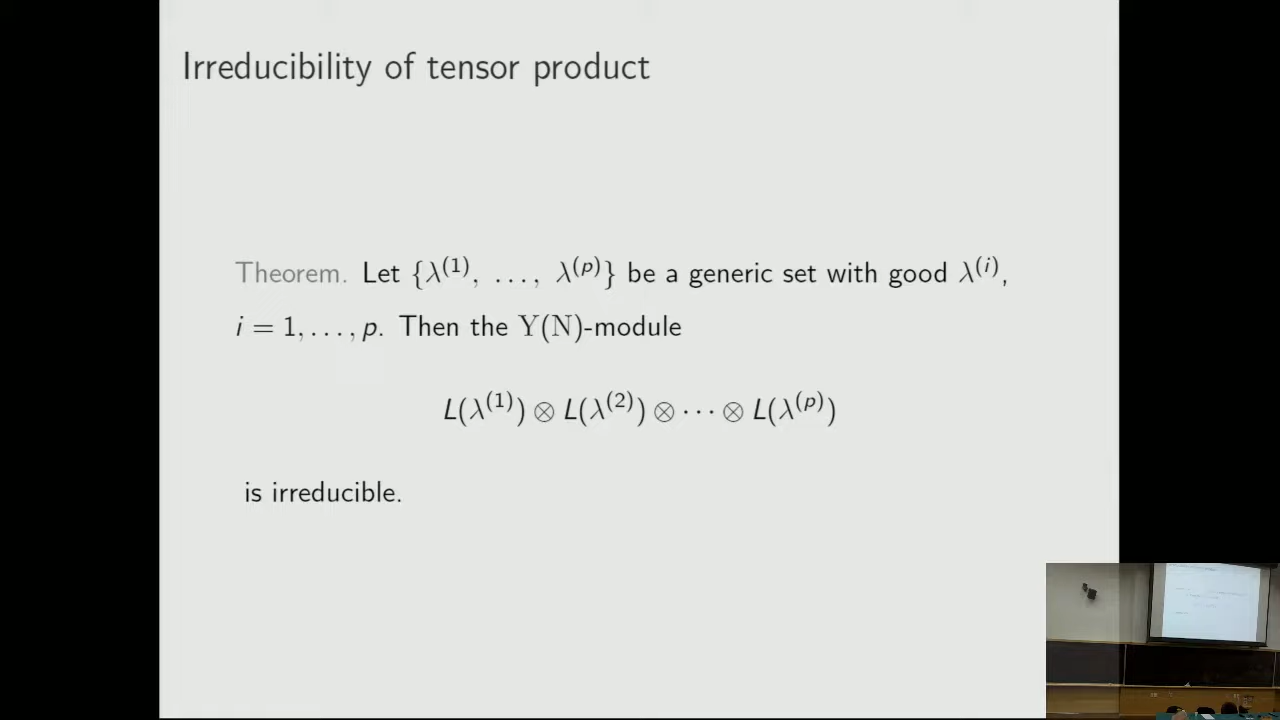 Irreducibility of tensor product
Theorem. Let {λ⁽¹⁾, …, λ⁽ᵖ⁾} be a generic set with good λ⁽ⁱ⁾,
i = 1, …, p. Then the Y(N)-module
L(λ⁽¹⁾) ⊗ L(λ⁽²⁾) ⊗ ⋯ ⊗ L(λ⁽ᵖ⁾)
is irreducible.